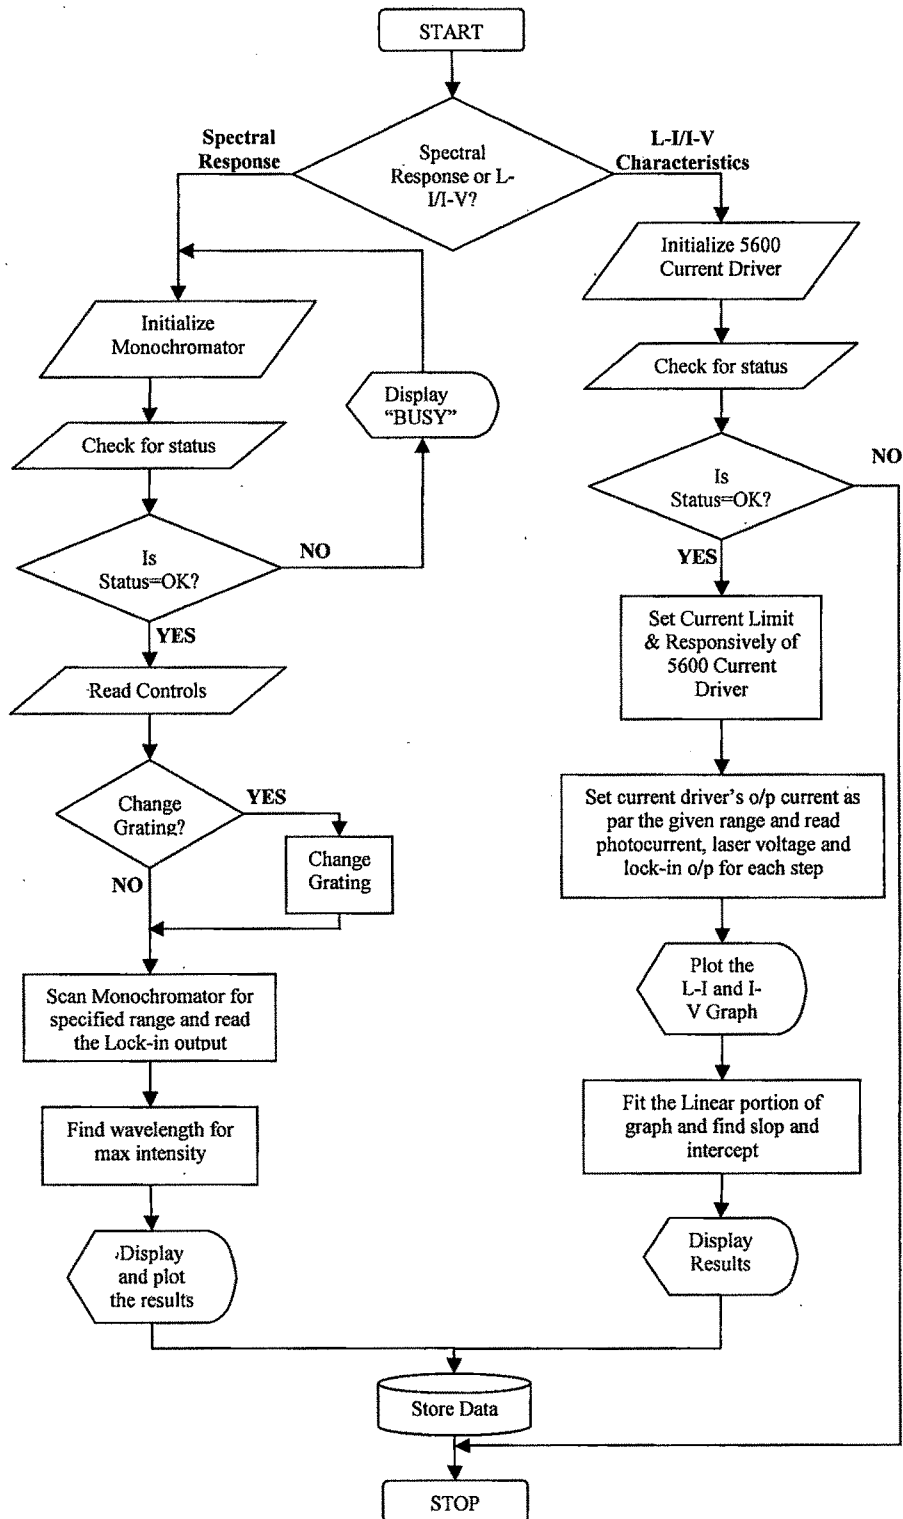 START
Spectral
Response
Spectral
Response or L-
I/I-V?
L-I/I-V
Characteristics
Initialize
Monochromator
Check for status
Display
"BUSY"
Is
Status=OK?
NO
YES
Read Controls
Change
Grating?
YES
Change
Grating
NO
Scan Monochromator for
specified range and read
the Lock-in output
Find wavelength for
max intensity
Display
and plot
the results
Initialize 5600
Current Driver
Check for status
Is
Status=OK?
NO
YES
Set Current Limit
& Responsively of
5600 Current
Driver
Set current driver's o/p current as
par the given range and read
photocurrent, laser voltage and
lock-in o/p for each step
Plot the
L-I and I-
V Graph
Fit the Linear portion of
graph and find slop and
intercept
Display
Results
Store Data
STOP